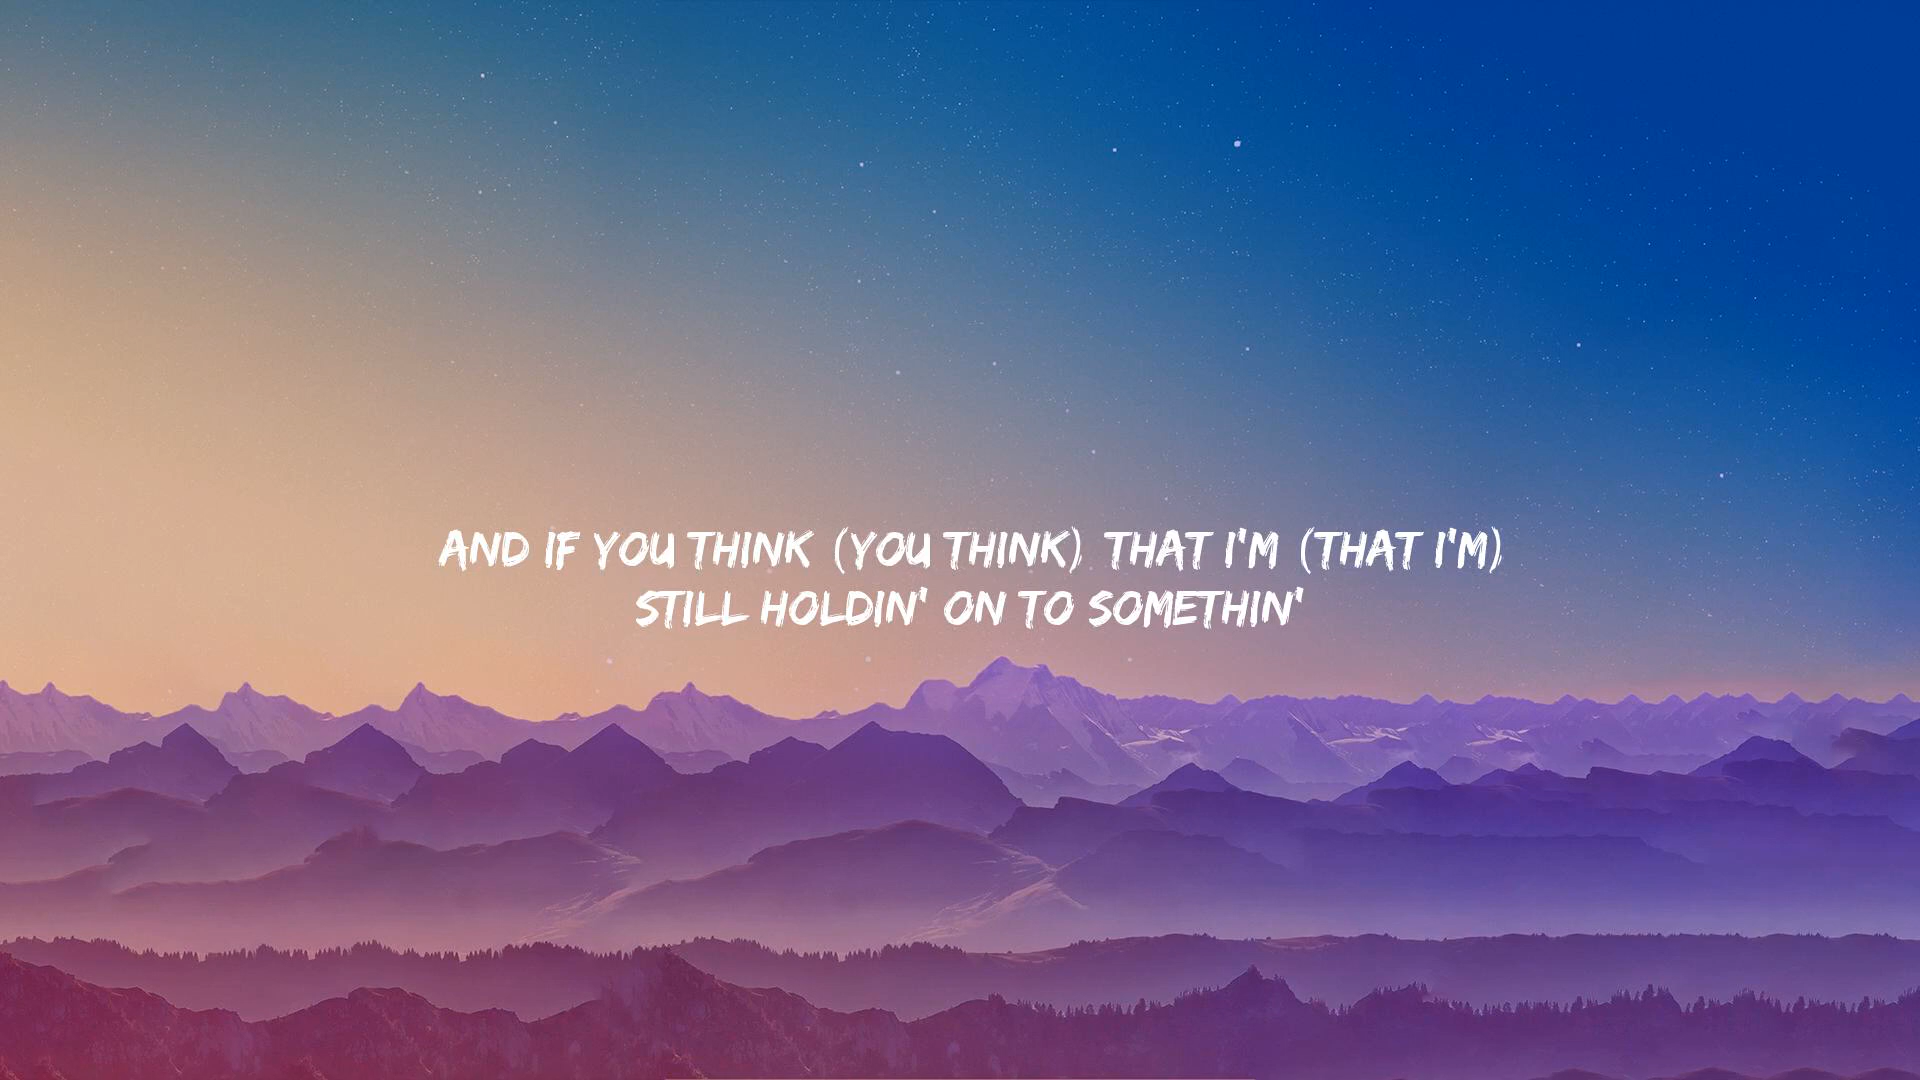 AND IF YOU THINK (YOU THINK) THAT I'M (THAT I'M)
STILL HOLDIN' ON TO SOMETHIN'